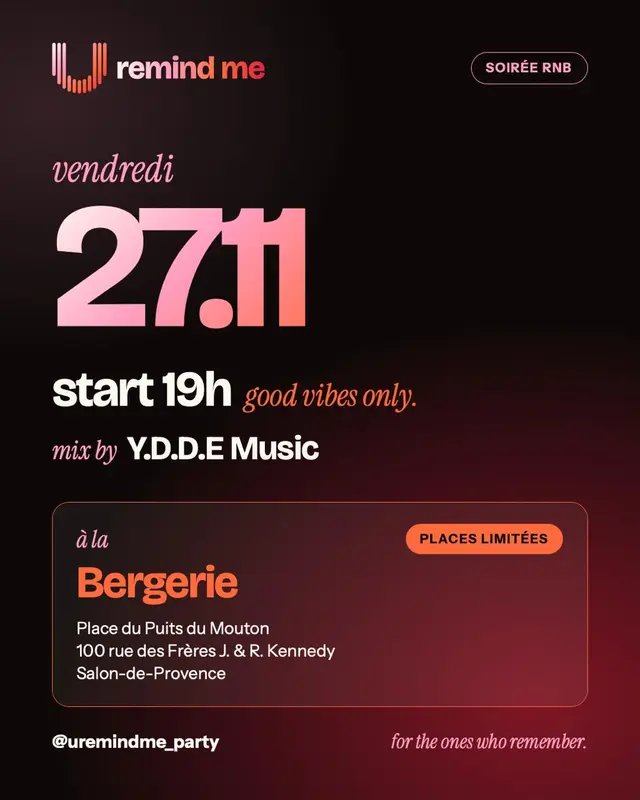 U remind me
SOIRÉE RNB
vendredi
27.11
start 19h good vibes only.
mix by Y.D.D.E Music
à la
PLACES LIMITÉES
Bergerie
Place du Puits du Mouton
100 rue des Frères J. & R. Kennedy
Salon-de-Provence
@uremindme_party
for the ones who remember.